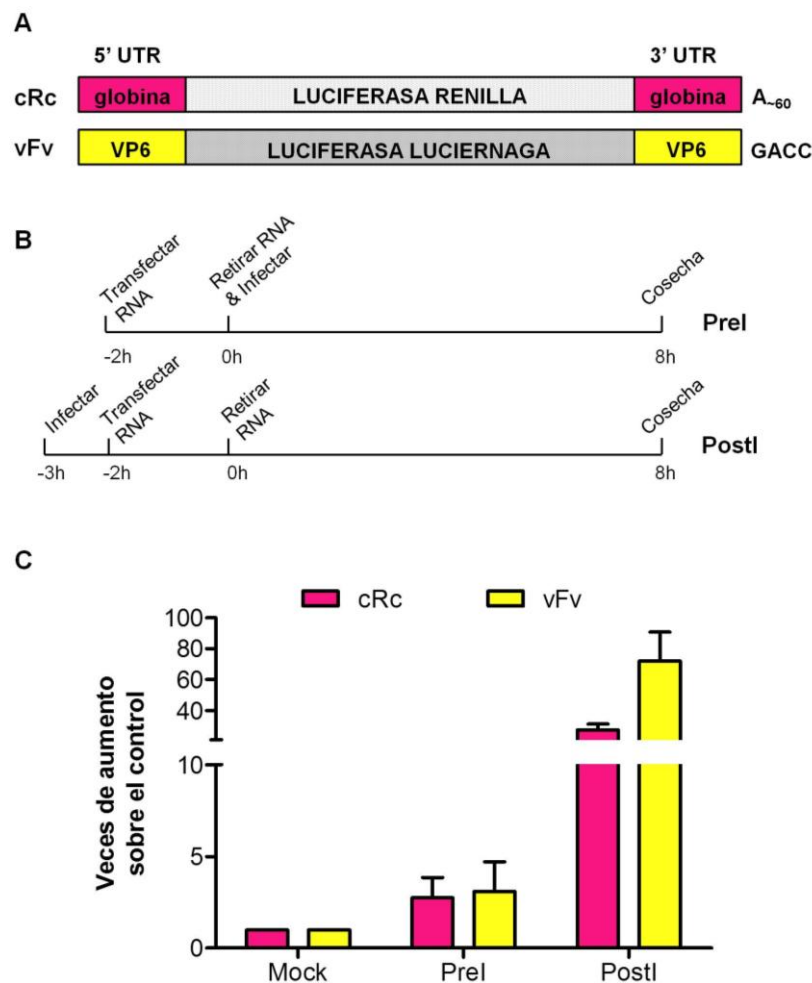 A
5' UTR 3' UTR
cRc globina LUCIFERASA RENILLA globina A~60
vFv VP6 LUCIFERASA LUCIERNAGA VP6 GACC
B
Transfectar RNA
Retirar RNA & Infectar
Cosecha
PreI
-2h 0h 8h
Infectar
Transfectar RNA
Retirar RNA
Cosecha
PostI
-3h -2h 0h 8h
C
cRc vFv
Veces de aumento
sobre el control
100
80
60
40
10
5
0
Mock PreI PostI